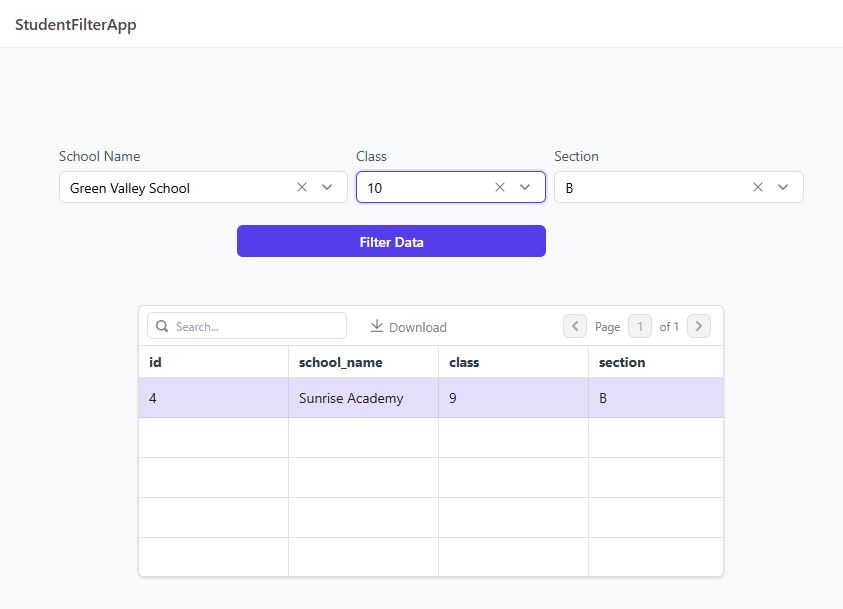 StudentFilterApp
School Name Class Section
Green Valley School 10 B
Filter Data
Search... Download Page 1 of 1
id school_name class section
4 Sunrise Academy 9 B